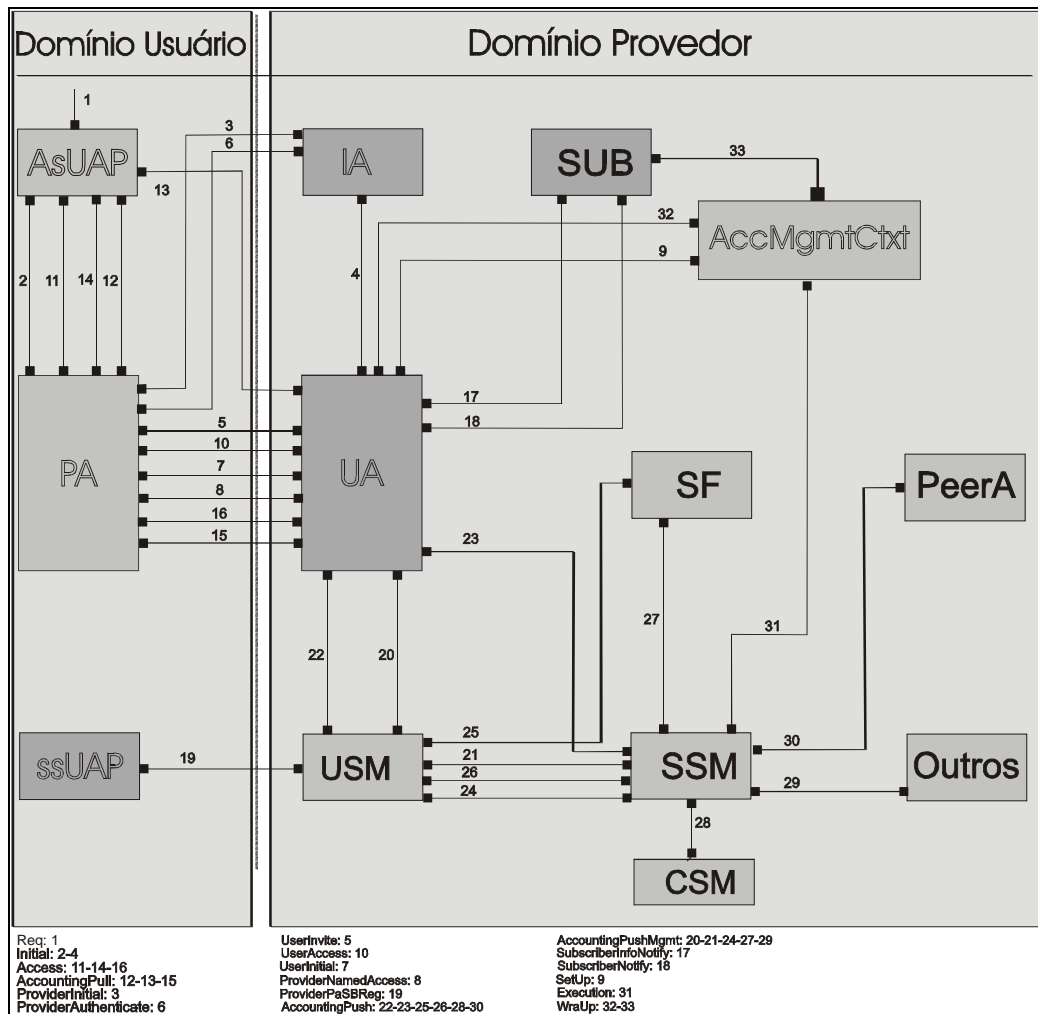 Domínio Usuário
Domínio Provedor
1
3
AsUAP
6
IA
SUB
33
13
32
AccMgmtCtxt
2
11
14
12
4
9
17
5
18
10
PA
7
UA
SF
PeerA
8
16
15
23
27
31
22
20
25
30
ssUAP
19
USM
21
SSM
Outros
26
24
29
28
CSM
Req: 1
Initial: 2-4
Access: 11-14-16
AccountingPull: 12-13-15
ProviderInitial: 3
ProviderAuthenticate: 6
UserInvite: 5
UserAccess: 10
UserInitial: 7
ProviderNamedAccess: 8
ProviderPaSBReg: 19
AccountingPush: 22-23-25-26-28-30
AccountingPushMgmt: 20-21-24-27-29
SubscriberInfoNotify: 17
SubscriberNotify: 18
SetUp: 9
Execution: 31
WraUp: 32-33